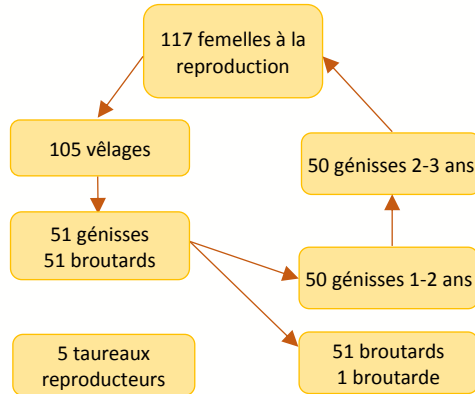 117 femelles à la
reproduction
105 vêlages
51 génisses
51 broutards
50 génisses 2-3 ans
50 génisses 1-2 ans
51 broutards
1 broutarde
5 taureaux
reproducteurs